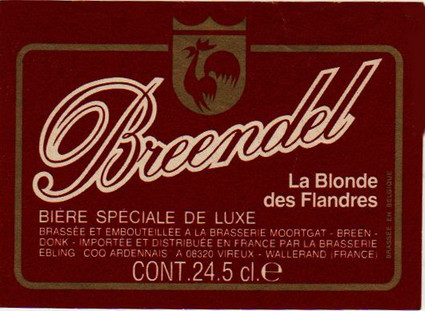 Breendel
La Blonde
des Flandres
BIÈRE SPÉCIALE DE LUXE
BRASSÉE ET EMBOUTEILLÉE A LA BRASSERIE MOORTGAT - BREEN -
DONK - IMPORTÉE ET DISTRIBUÉE EN FRANCE PAR LA BRASSERIE
EBLING COQ ARDENNAIS A 08320 VIREUX - WALLERAND (FRANCE)
CONT. 24.5 cl. e
BRASSÉE EN BELGIQUE